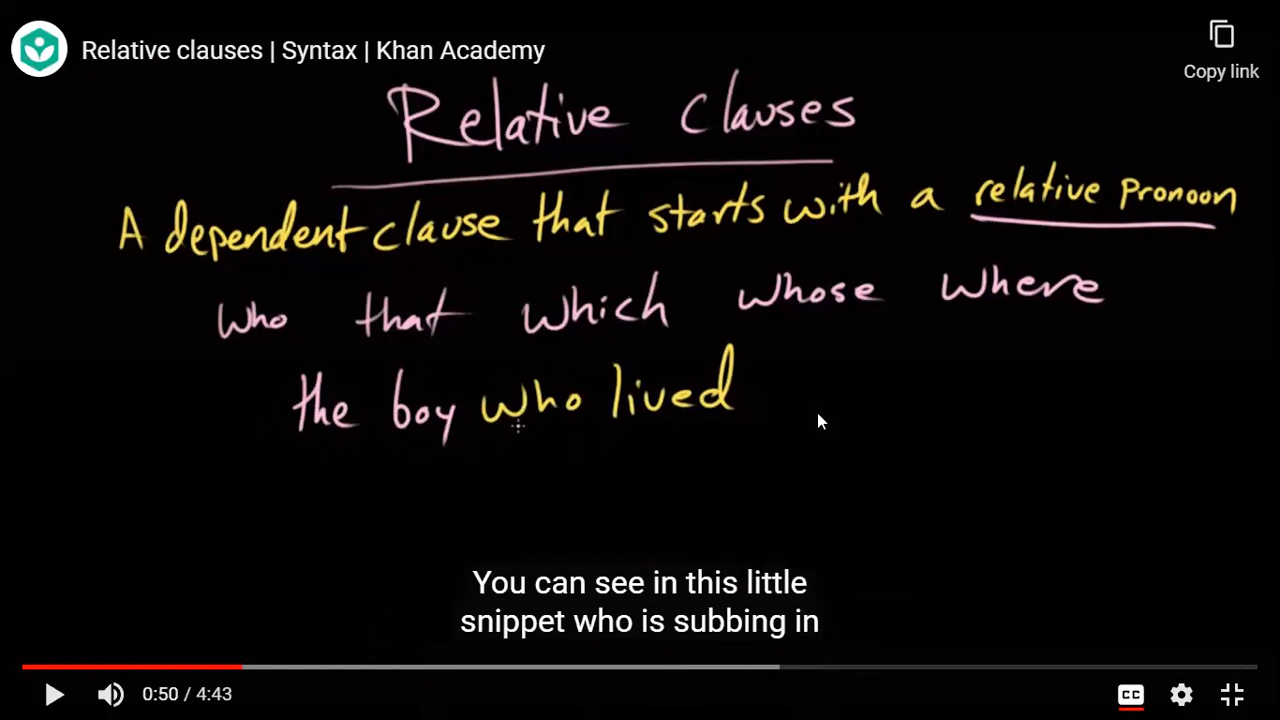 Relative clauses | Syntax | Khan Academy
Copy link
Relative Clauses
A dependent clause that starts with a relative pronoun
who that which whose where
the boy who lived
You can see in this little
snippet who is subbing in
0:50 / 4:43
CC